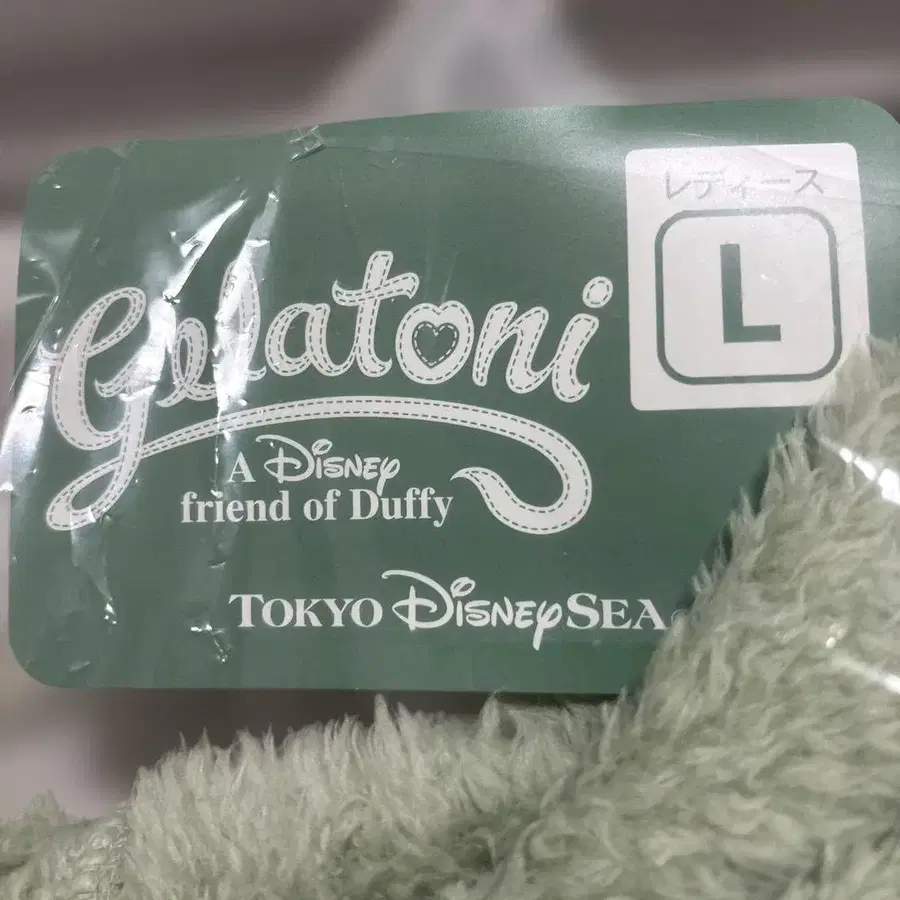 レディース
L
gelatoni
A Disney
friend of Duffy
TOKYO DISNEYSEA